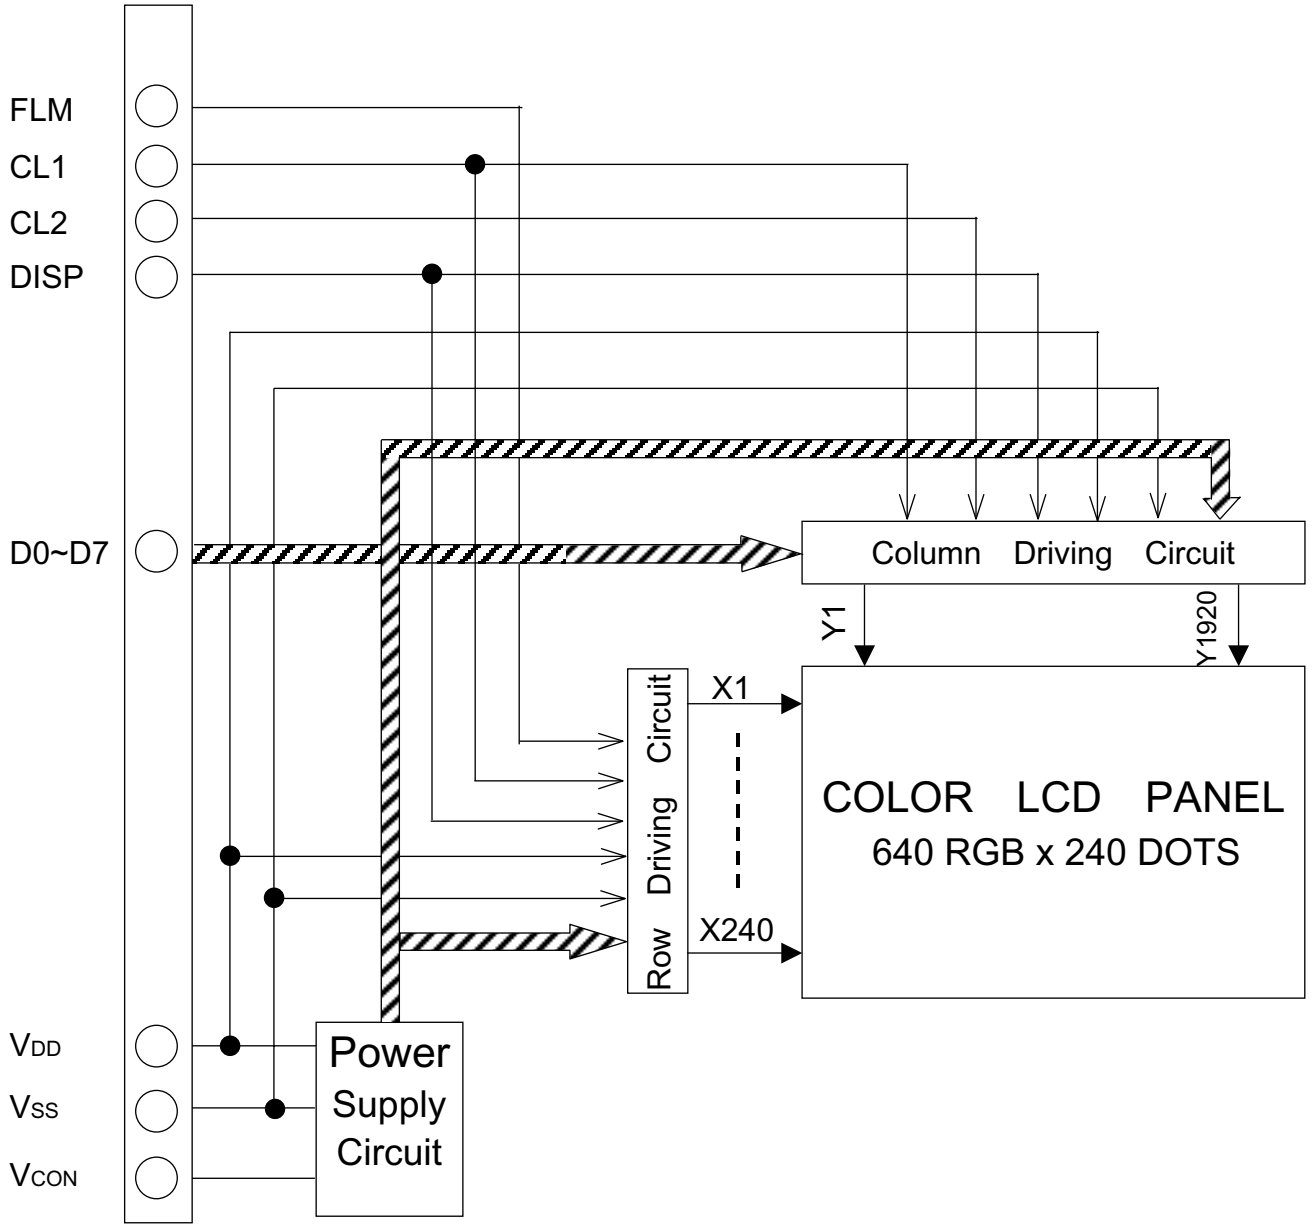 FLM
CL1
CL2
DISP
D0~D7
Column Driving Circuit
Y1
Y1920
Row Driving Circuit
X1
X240
COLOR LCD PANEL
640 RGB x 240 DOTS
VDD
VSS
VCON
Power
Supply
Circuit